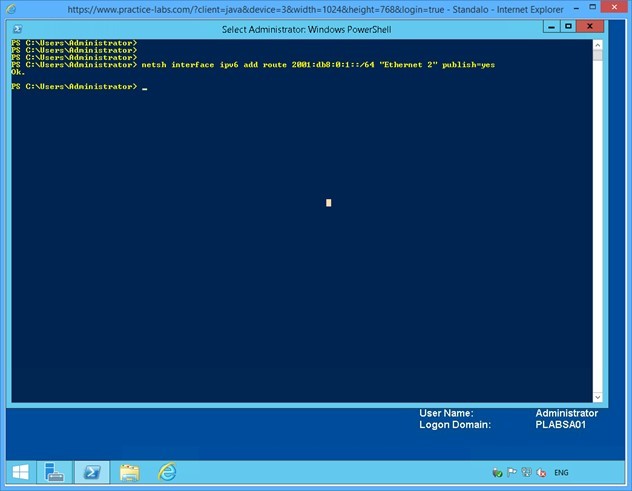 https://www.practice-labs.com/?client=java&device=3&width=1024&height=768&login=true - Standalo - Internet Explorer
Select Administrator: Windows PowerShell
PS C:\Users\Administrator>
PS C:\Users\Administrator>
PS C:\Users\Administrator>
PS C:\Users\Administrator> netsh interface ipv6 add route 2001:db8:0:1::/64 "Ethernet 2" publish=yes
Ok.
PS C:\Users\Administrator> _
User Name: Administrator
Logon Domain: PLABSA01
ENG